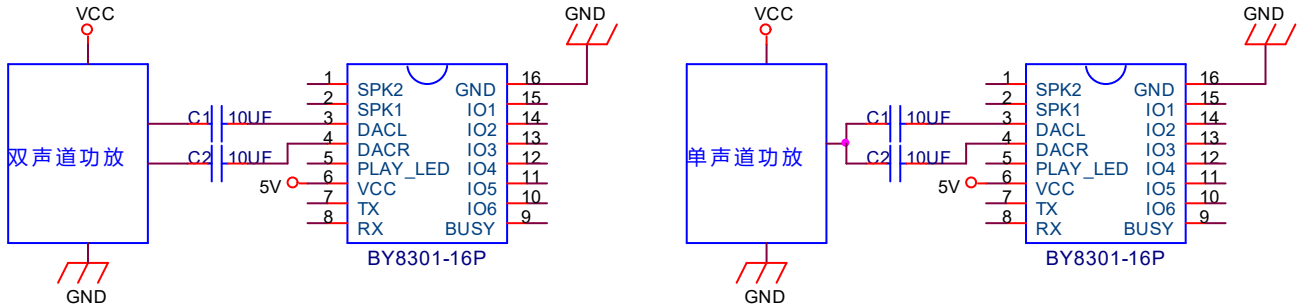 VCC
双声道功放
GND
C1 10UF
C2 10UF
5V
GND
1 SPK2 GND 16
2 SPK1 IO1 15
3 DACL IO2 14
4 DACR IO3 13
5 PLAY_LED IO4 12
6 VCC IO5 11
7 TX IO6 10
8 RX BUSY 9
BY8301-16P
VCC
单声道功放
GND
C1 10UF
C2 10UF
5V
GND
1 SPK2 GND 16
2 SPK1 IO1 15
3 DACL IO2 14
4 DACR IO3 13
5 PLAY_LED IO4 12
6 VCC IO5 11
7 TX IO6 10
8 RX BUSY 9
BY8301-16P